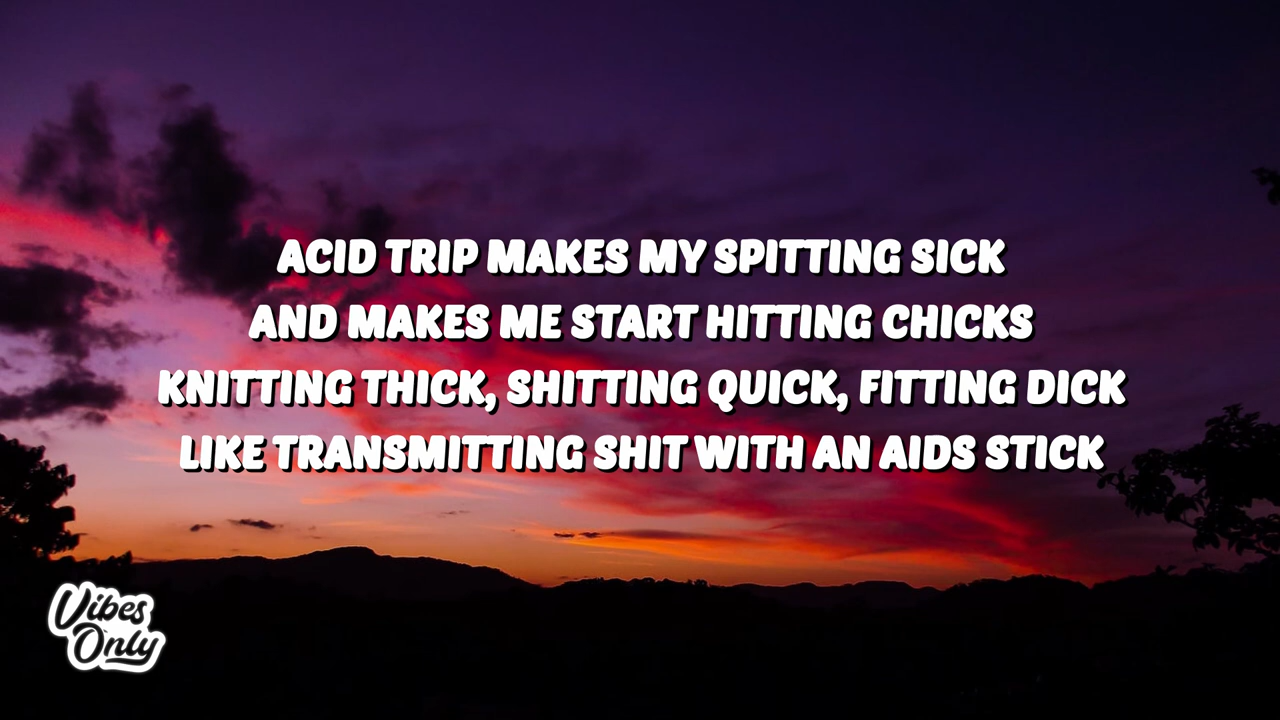 ACID TRIP MAKES MY SPITTING SICK
AND MAKES ME START HITTING CHICKS
KNITTING THICK, SHITTING QUICK, FITTING DICK
LIKE TRANSMITTING SHIT WITH AN AIDS STICK
Vibes
Only